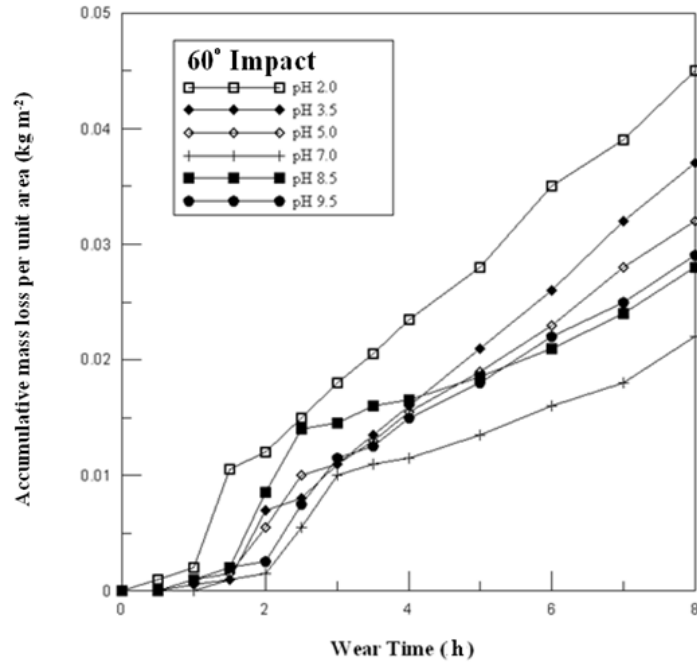 0.05
60° Impact
pH 2.0
pH 3.5
pH 5.0
pH 7.0
pH 8.5
pH 9.5
0.04
0.03
0.02
0.01
0
Accumulative mass loss per unit area (kg m⁻²)
0 2 4 6 8
Wear Time (h)